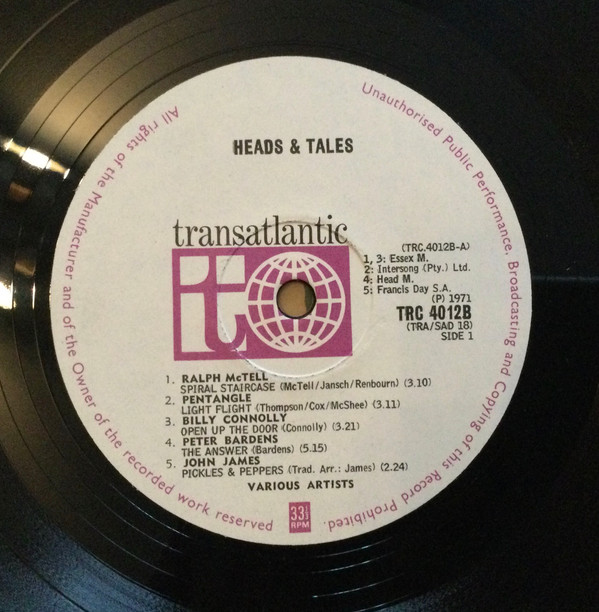 All rights of the Manufacturer and of the Owner of the recorded work reserved
Unauthorised Public Performance, Broadcasting and Copying of this Record Prohibited.
HEADS & TALES
transatlantic
it
(TRC.4012B-A)
1, 3: Essex M.
2: Intersong (Pty.) Ltd.
4: Head M.
5: Francis Day S.A.
(P) 1971
TRC 4012B
(TRA/SAD 18)
SIDE 1
1. RALPH McTELL
SPIRAL STAIRCASE (McTell/Jansch/Renbourn) (3.10)
2. PENTANGLE
LIGHT FLIGHT (Thompson/Cox/McShee) (3.11)
3. BILLY CONNOLLY
OPEN UP THE DOOR (Connolly) (3.21)
4. PETER BARDENS
THE ANSWER (Bardens) (5.15)
5. JOHN JAMES
PICKLES & PEPPERS (Trad. Arr.: James) (2.24)
VARIOUS ARTISTS
33⅓
RPM